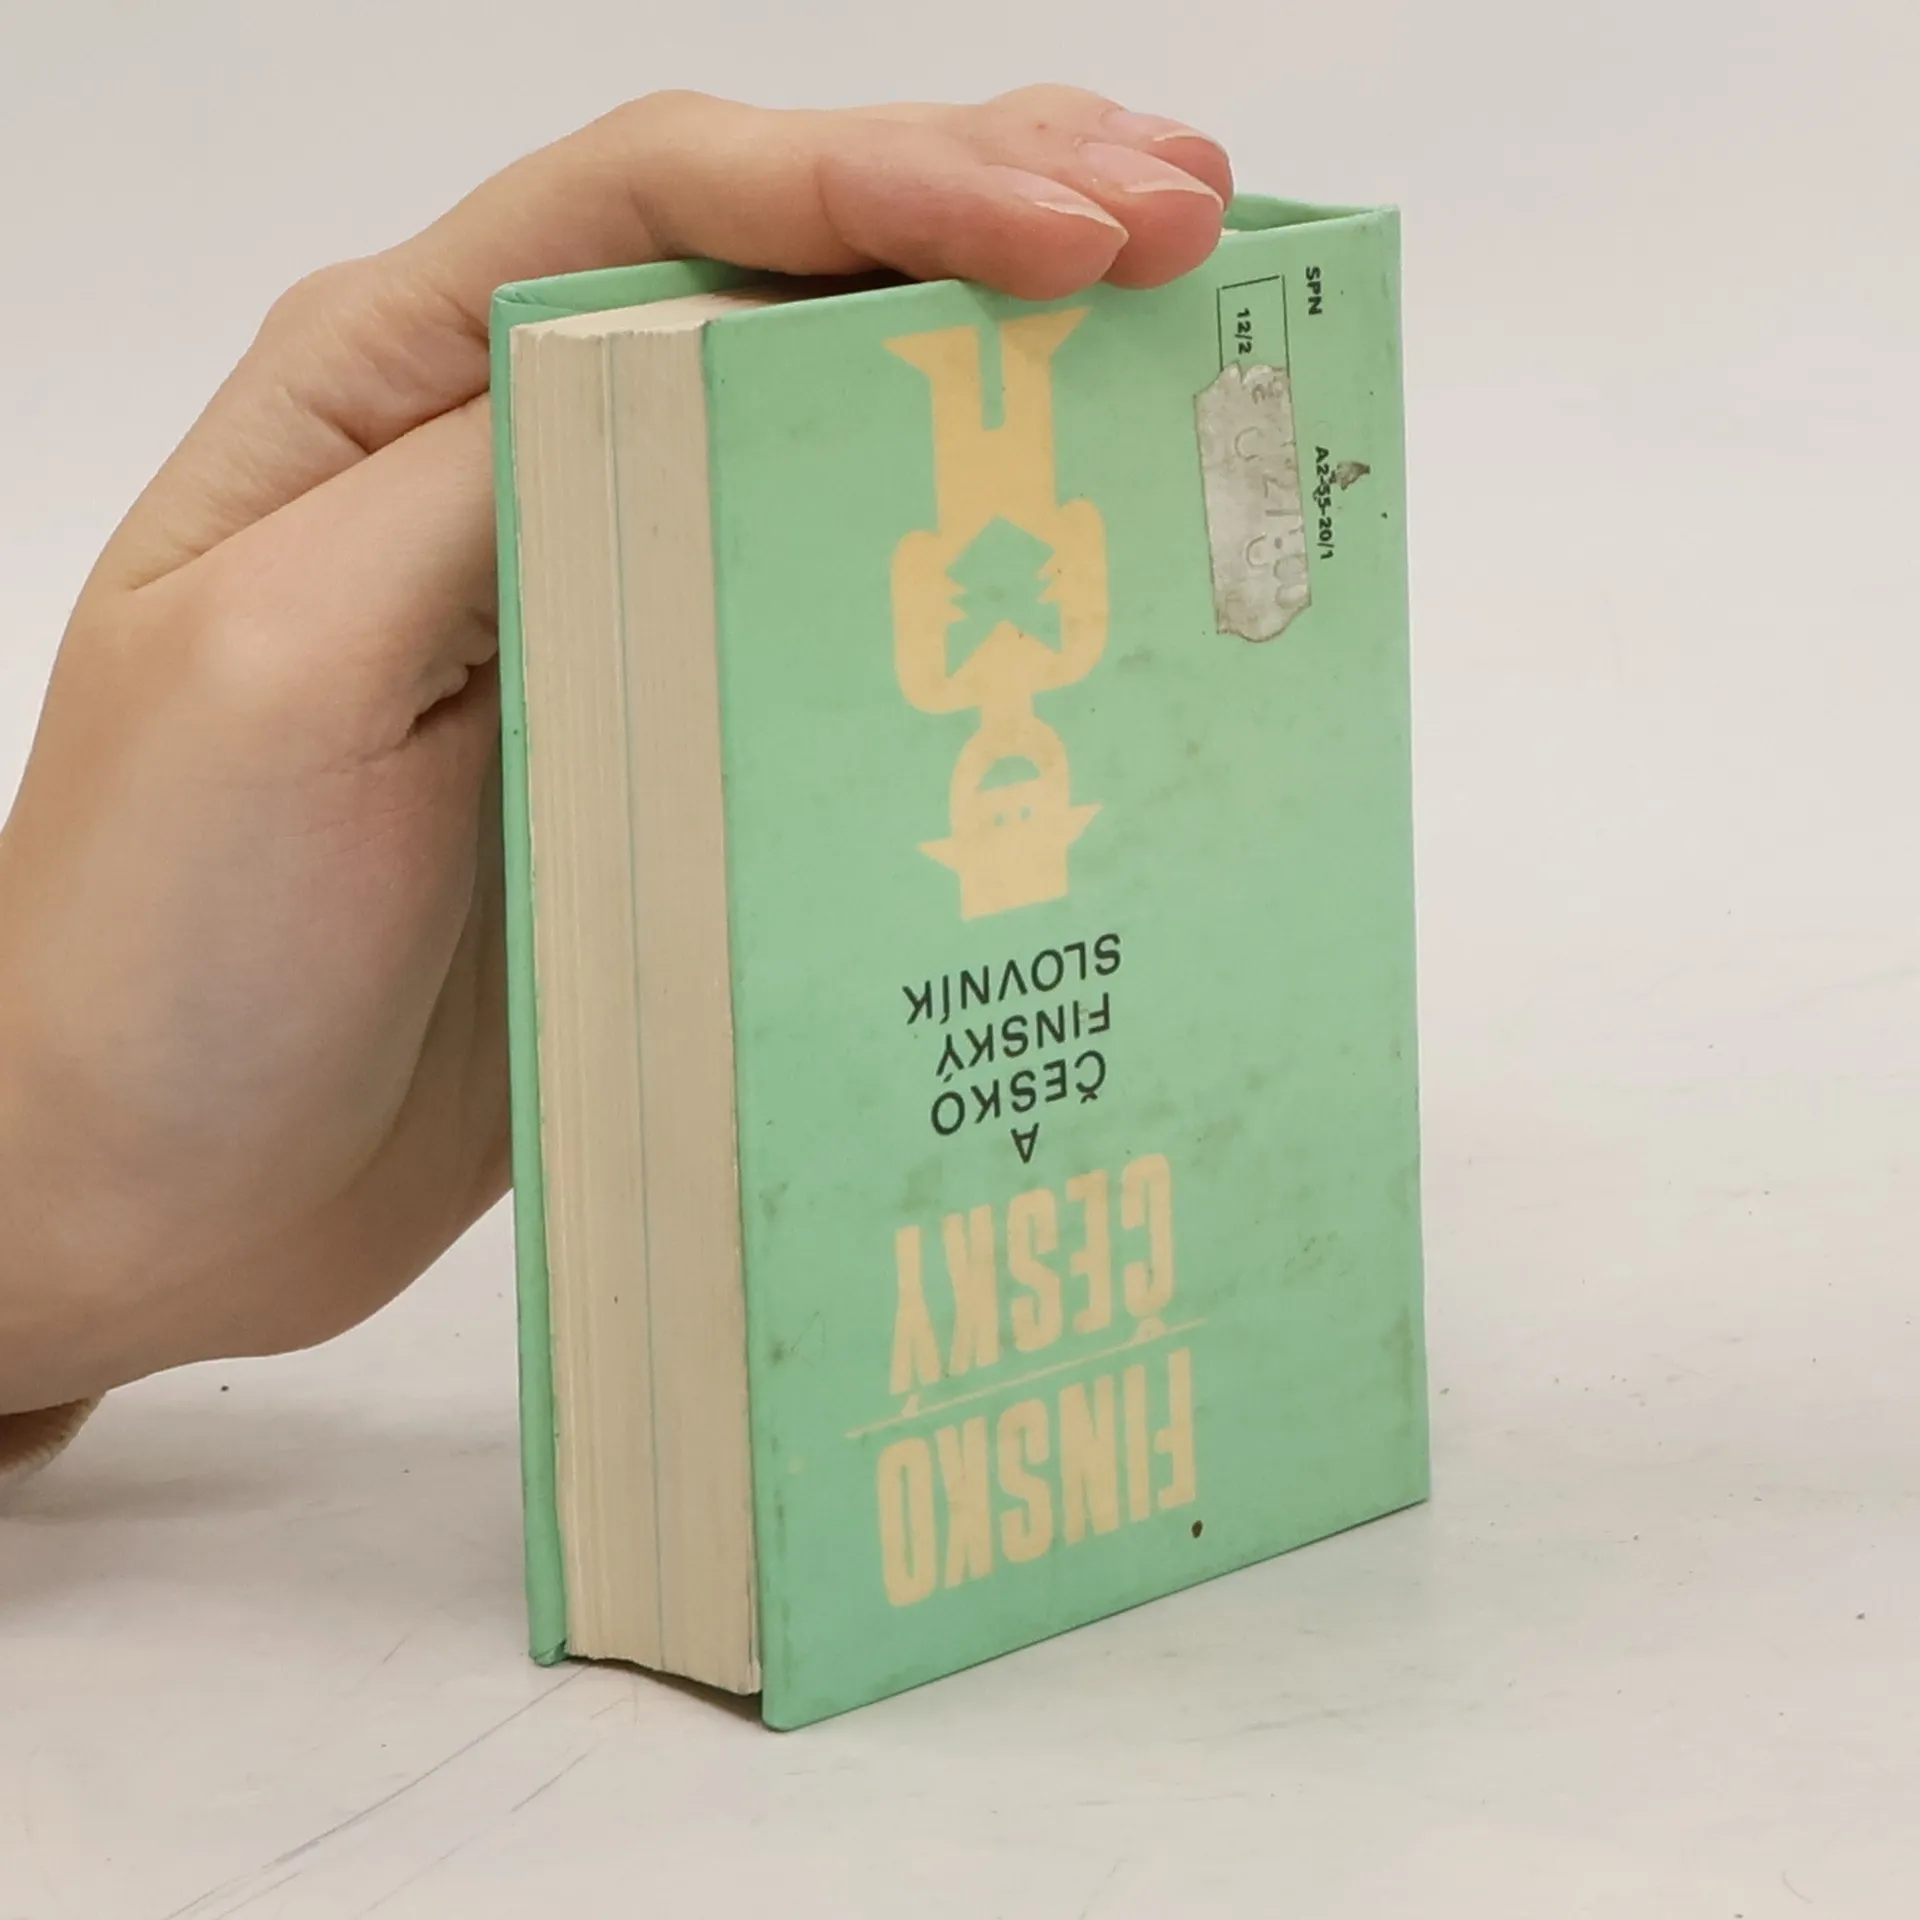 FINSKO
ČESKÝ
A
ČESKO
FINSKÝ
SLOVNÍK
SPN
A2-55-20/1
12/2